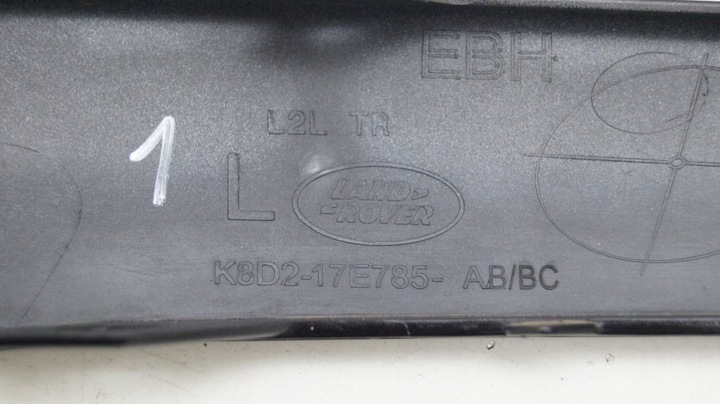 EBH
L2L TR
1
L
LAND
ROVER
K8D2-17E785- AB/BC